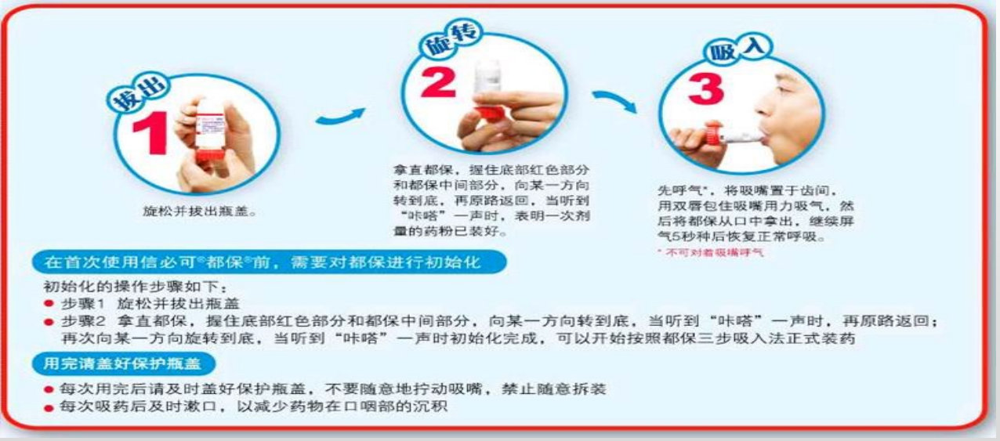 拔出
1
旋松并拔出瓶盖。
旋转
2
拿直都保，握住底部红色部分
和都保中间部分，向某一方向
转到底，再原路返回，当听到
“咔嗒”一声时，表明一次剂
量的药粉已装好。
吸入
3
先呼气*，将吸嘴置于齿间，
用双唇包住吸嘴用力吸气，然
后将都保从口中拿出，继续屏
气5秒种后恢复正常呼吸。
* 不可对着吸嘴呼气
在首次使用信必可®都保®前，需要对都保进行初始化
初始化的操作步骤如下：
● 步骤1 旋松并拔出瓶盖
● 步骤2 拿直都保，握住底部红色部分和都保中间部分，向某一方向转到底，当听到“咔嗒”一声时，再原路返回；
再次向某一方向旋转到底，当听到“咔嗒”一声时初始化完成，可以开始按照都保三步吸入法正式装药
用完请盖好保护瓶盖
● 每次用完后请及时盖好保护瓶盖，不要随意地拧动吸嘴，禁止随意拆装
● 每次吸药后及时漱口，以减少药物在口咽部的沉积